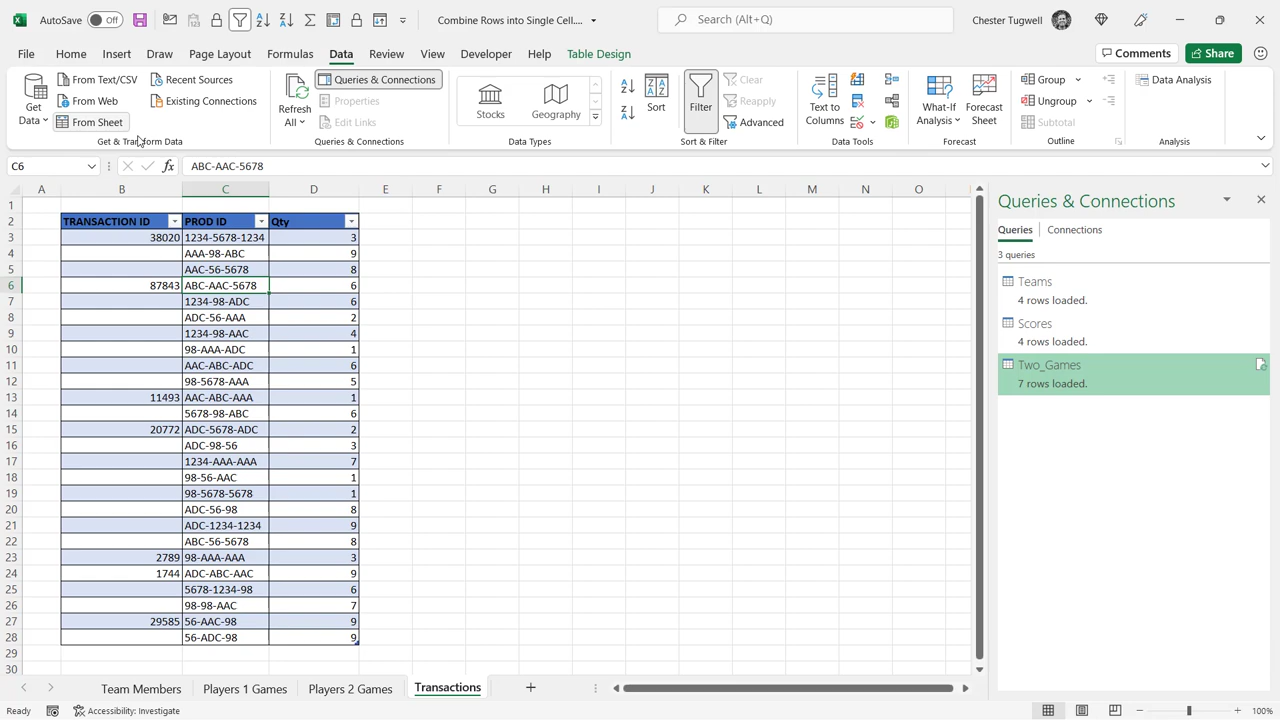 AutoSave Off Combine Rows into Single Cell.... Search (Alt+Q) Chester Tugwell
File Home Insert Draw Page Layout Formulas Data Review View Developer Help Table Design Comments Share
Get Data
From Text/CSV
From Web
From Sheet
Recent Sources
Existing Connections
Get & Transform Data
Refresh All
Queries & Connections
Properties
Edit Links
Queries & Connections
Stocks
Geography
Data Types
Sort
Filter
Clear
Reapply
Advanced
Sort & Filter
Text to Columns
Data Tools
What-If Analysis
Forecast Sheet
Forecast
Group
Ungroup
Subtotal
Outline
Data Analysis
Analysis
C6 fx ABC-AAC-5678
A B C D E F G H I J K L M N O
1
2 TRANSACTION ID PROD ID Qty
3 38020 1234-5678-1234 3
4 AAA-98-ABC 9
5 AAC-56-5678 8
6 87843 ABC-AAC-5678 6
7 1234-98-ADC 6
8 ADC-56-AAA 2
9 1234-98-AAC 4
10 98-AAA-ADC 1
11 AAC-ABC-ADC 6
12 98-5678-AAA 5
13 11493 AAC-ABC-AAA 1
14 5678-98-ABC 6
15 20772 ADC-5678-ADC 2
16 ADC-98-56 3
17 1234-AAA-AAA 7
18 98-56-AAC 1
19 98-5678-5678 1
20 ADC-56-98 8
21 ADC-1234-1234 9
22 ABC-56-5678 8
23 2789 98-AAA-AAA 3
24 1744 ADC-ABC-AAC 9
25 5678-1234-98 6
26 98-98-AAC 7
27 29585 56-AAC-98 9
28 56-ADC-98 9
29
30
Queries & Connections
Queries Connections
3 queries
Teams
4 rows loaded.
Scores
4 rows loaded.
Two_Games
7 rows loaded.
Team Members Players 1 Games Players 2 Games Transactions
Ready Accessibility: Investigate 100%